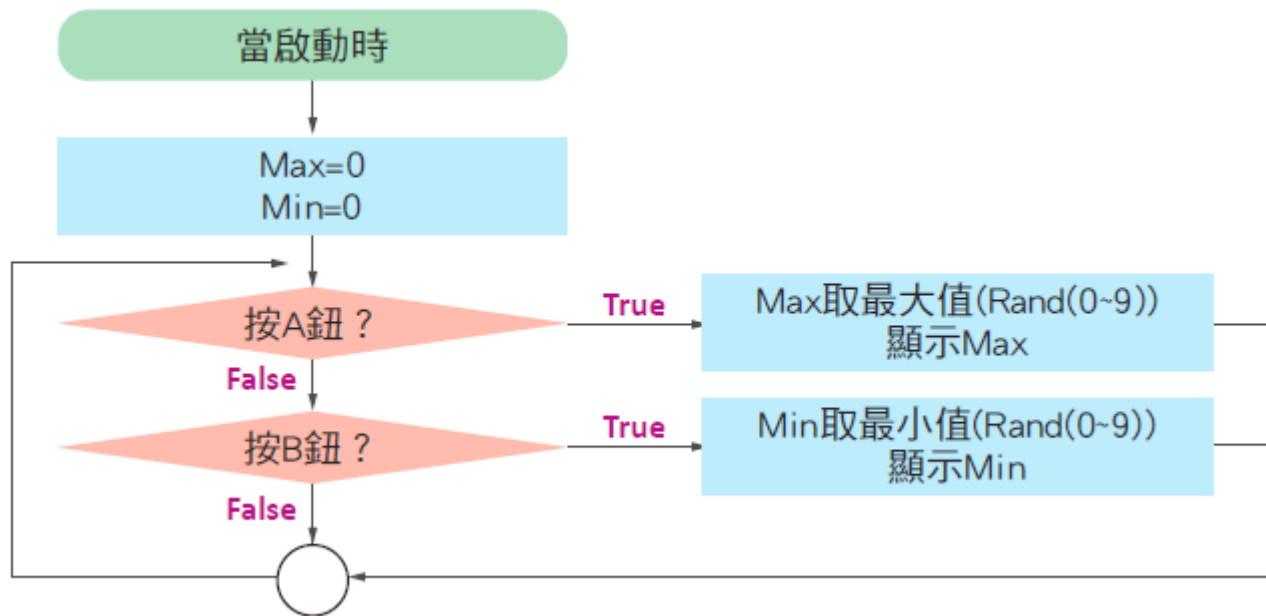 當啟動時
Max=0
Min=0
按A鈕？
True
Max取最大值(Rand(0~9))
顯示Max
False
按B鈕？
True
Min取最小值(Rand(0~9))
顯示Min
False